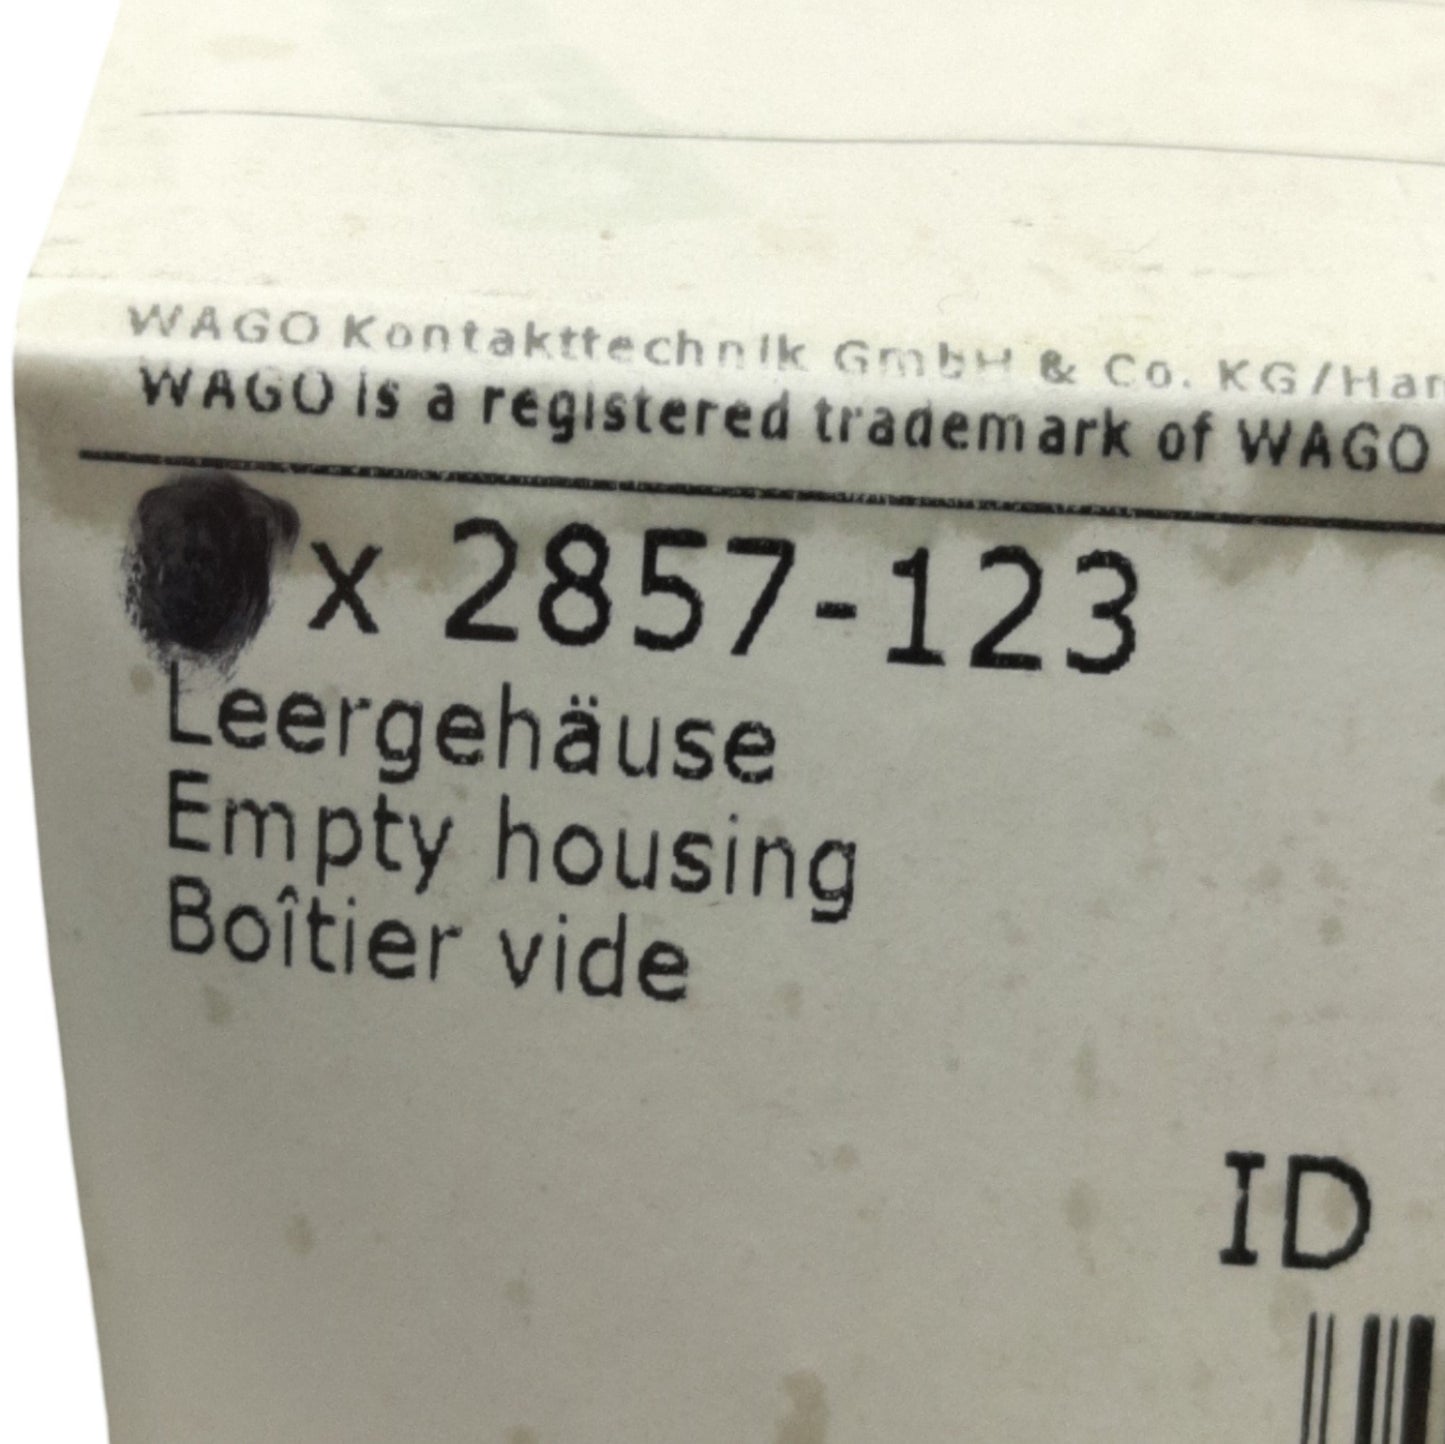 WAGO Kontakttechnik GmbH & Co. KG/Han
WAGO is a registered trademark of WAGO
x 2857-123
Leergehäuse
Empty housing
Boîtier vide
ID